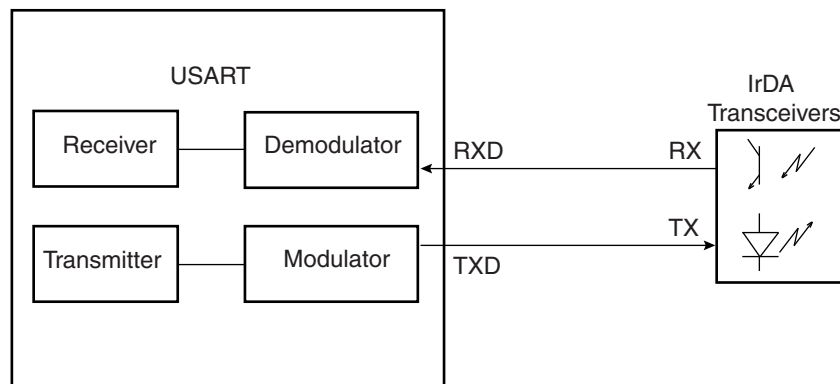 USART
IrDA
Transceivers
Receiver
Demodulator
RXD
RX
TX
Transmitter
Modulator
TXD